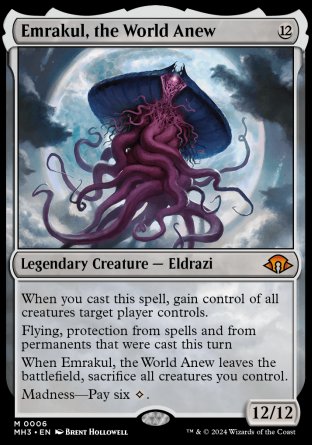 Emrakul, the World Anew 12
Legendary Creature — Eldrazi
When you cast this spell, gain control of all
creatures target player controls.
Flying, protection from spells and from
permanents that were cast this turn
When Emrakul, the World Anew leaves the
battlefield, sacrifice all creatures you control.
Madness—Pay six ◇.
12/12
M 0006
MH3 • EN Brent Hollowell ™ & © 2024 Wizards of the Coast